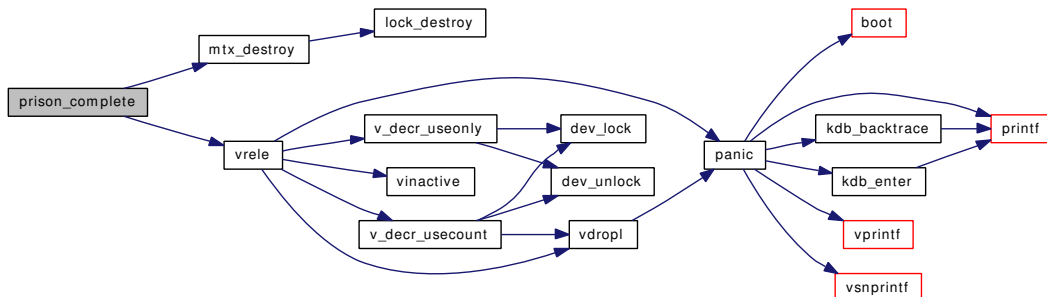 prison_complete
mtx_destroy
lock_destroy
vrele
v_decr_useonly
vinactive
v_decr_usecount
dev_lock
dev_unlock
vdropl
panic
boot
kdb_backtrace
kdb_enter
printf
vprintf
vsnprintf